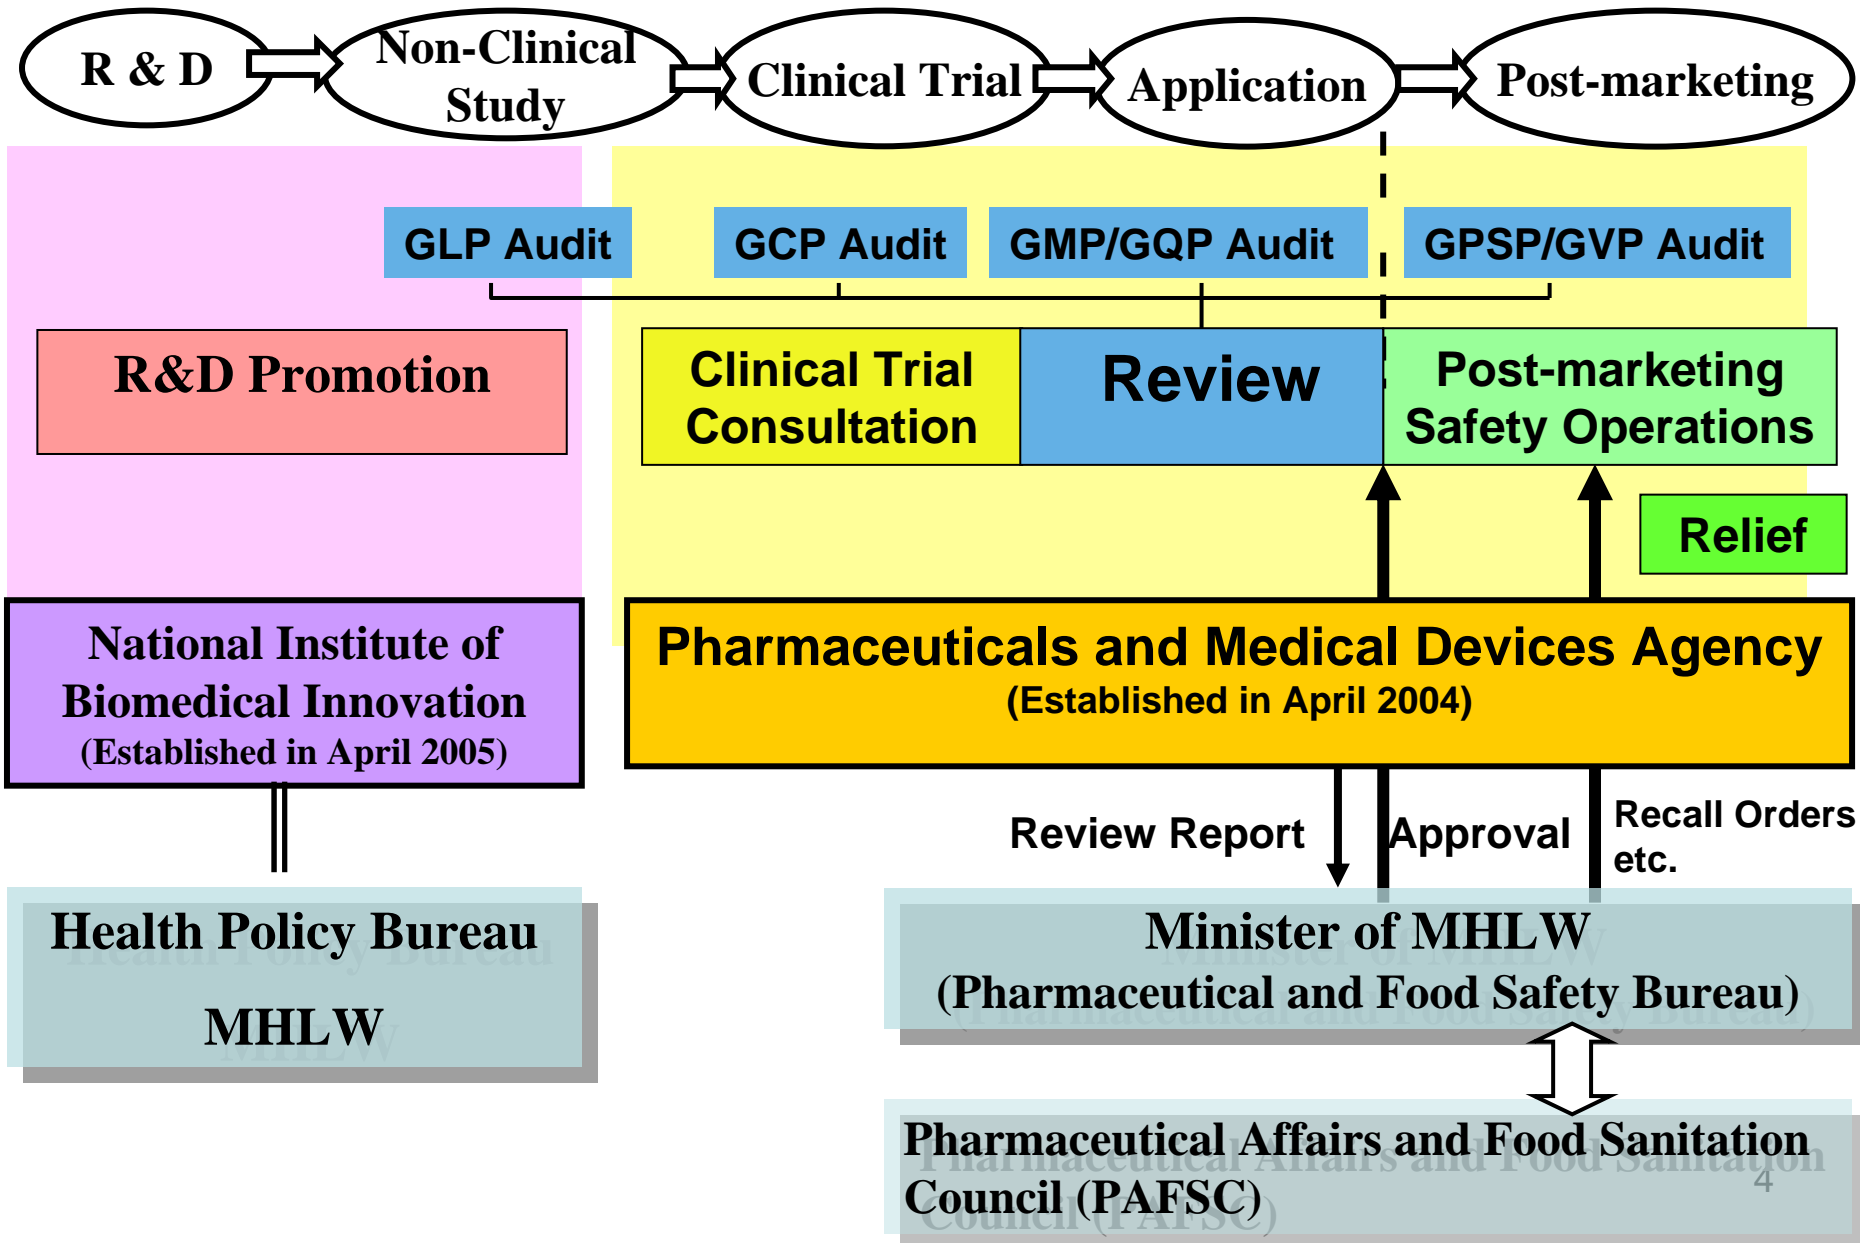 R & D
Non-Clinical
Study
Clinical Trial
Application
Post-marketing
GLP Audit
GCP Audit
GMP/GQP Audit
GPSP/GVP Audit
R&D Promotion
Clinical Trial
Consultation
Review
Post-marketing
Safety Operations
Relief
National Institute of
Biomedical Innovation
(Established in April 2005)
Pharmaceuticals and Medical Devices Agency
(Established in April 2004)
Review Report
Approval
Recall Orders
etc.
Health Policy Bureau
MHLW
Minister of MHLW
(Pharmaceutical and Food Safety Bureau)
Pharmaceutical Affairs and Food Sanitation
Council (PAFSC)
4